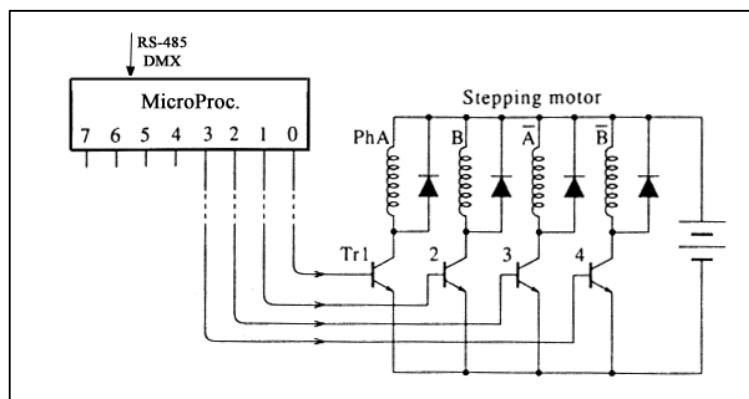 RS-485
DMX
MicroProc.
7 6 5 4 3 2 1 0
Stepping motor
PhA B A̅ B̅
Tr1 2 3 4